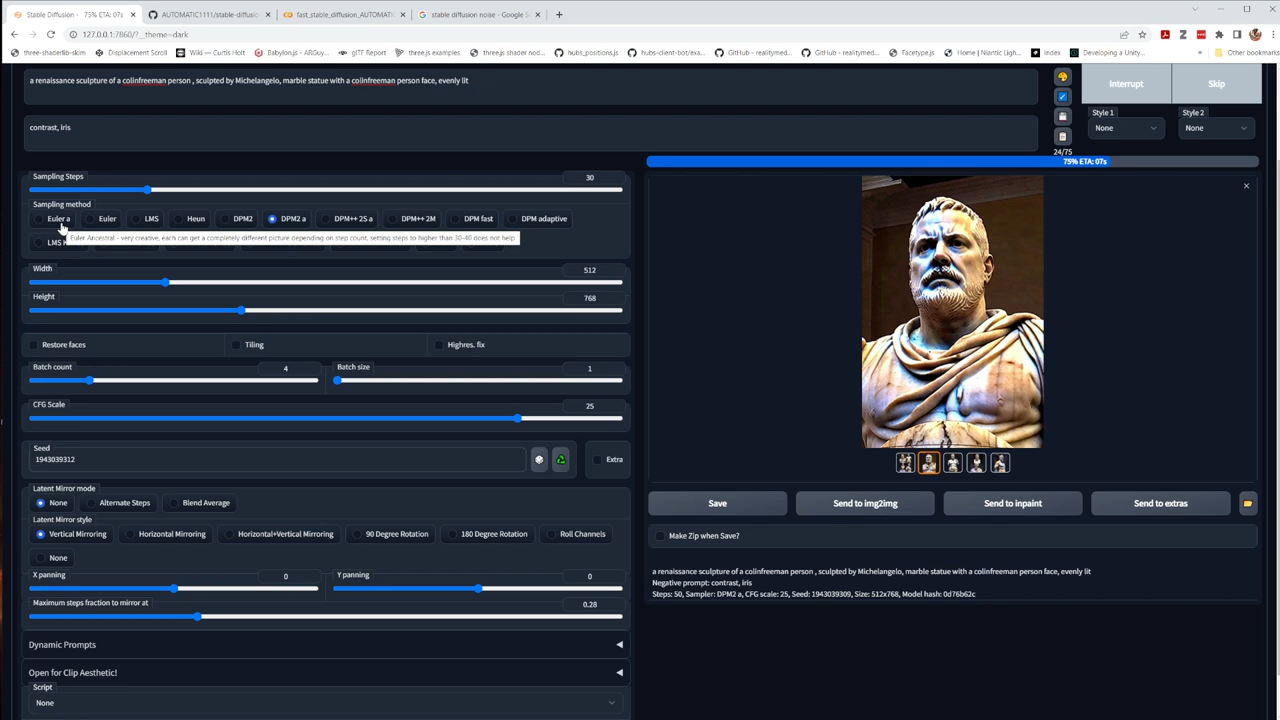 Stable Diffusion - 75% ETA: 07s
AUTOMATIC1111/stable-diffusion
fast_stable_diffusion_AUTOMATI
stable diffusion noise - Google S
127.0.0.1:7860/?__theme=dark
three-shaderlib-skim
Displacement Scroll
Wiki — Curtis Holt
Babylon.js — ARGuy...
glTF Report
three.js examples
three.js shader nod...
hubs_positions.js
hubs-client-bot/exa...
GitHub - realitymed...
GitHub - realitymed...
Facetype.js
Home | Niantic Ligh...
Index
Developing a Unity...
Other bookmarks
a renaissance sculpture of a colinfreeman person , sculpted by Michelangelo, marble statue with a colinfreeman person face, evenly lit
contrast, iris
Interrupt
Skip
Style 1
Style 2
None
None
24/75
Sampling Steps
30
75% ETA: 07s
Sampling method
Euler a
Euler
LMS
Heun
DPM2
DPM2 a
DPM++ 2S a
DPM++ 2M
DPM fast
DPM adaptive
LMS
Euler Ancestral - very creative, each can get a completely different picture depending on step count, setting steps to higher than 30-40 does not help
Width
512
Height
768
Restore faces
Tiling
Highres. fix
Batch count
4
Batch size
1
CFG Scale
25
Seed
1943039312
Extra
Latent Mirror mode
None
Alternate Steps
Blend Average
Latent Mirror style
Vertical Mirroring
Horizontal Mirroring
Horizontal+Vertical Mirroring
90 Degree Rotation
180 Degree Rotation
Roll Channels
None
X panning
0
Y panning
0
Maximum steps fraction to mirror at
0.28
Dynamic Prompts
Open for Clip Aesthetic!
Script
None
Save
Send to img2img
Send to inpaint
Send to extras
Make Zip when Save?
a renaissance sculpture of a colinfreeman person , sculpted by Michelangelo, marble statue with a colinfreeman person face, evenly lit
Negative prompt: contrast, iris
Steps: 50, Sampler: DPM2 a, CFG scale: 25, Seed: 1943039309, Size: 512x768, Model hash: 0d76b62c